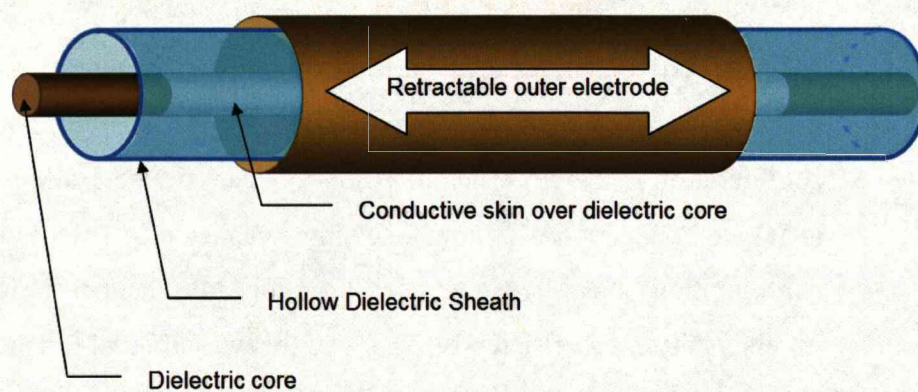 Retractable outer electrode
Conductive skin over dielectric core
Hollow Dielectric Sheath
Dielectric core